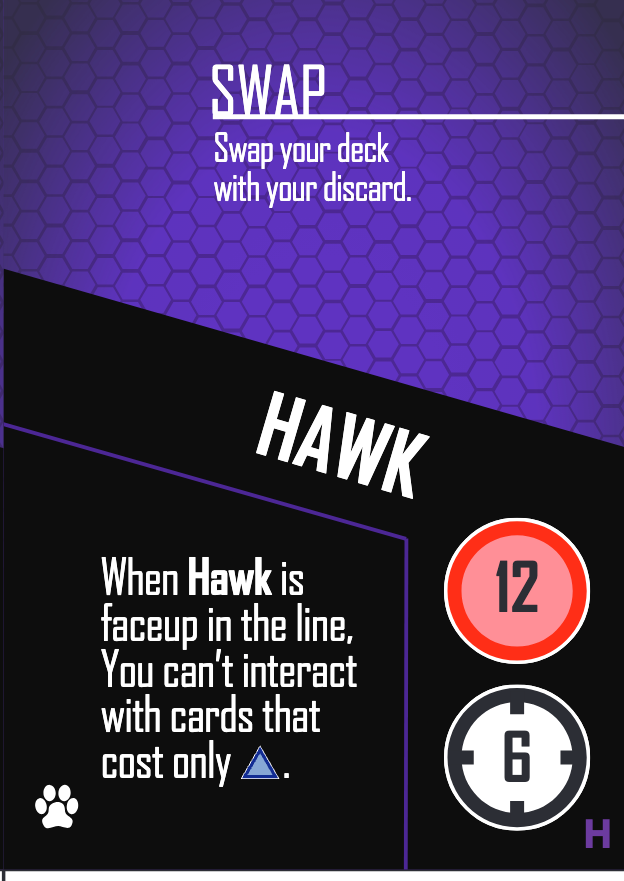 SWAP
Swap your deck
with your discard.
HAWK
When Hawk is
faceup in the line,
You can't interact
with cards that
cost only .
12
6
H